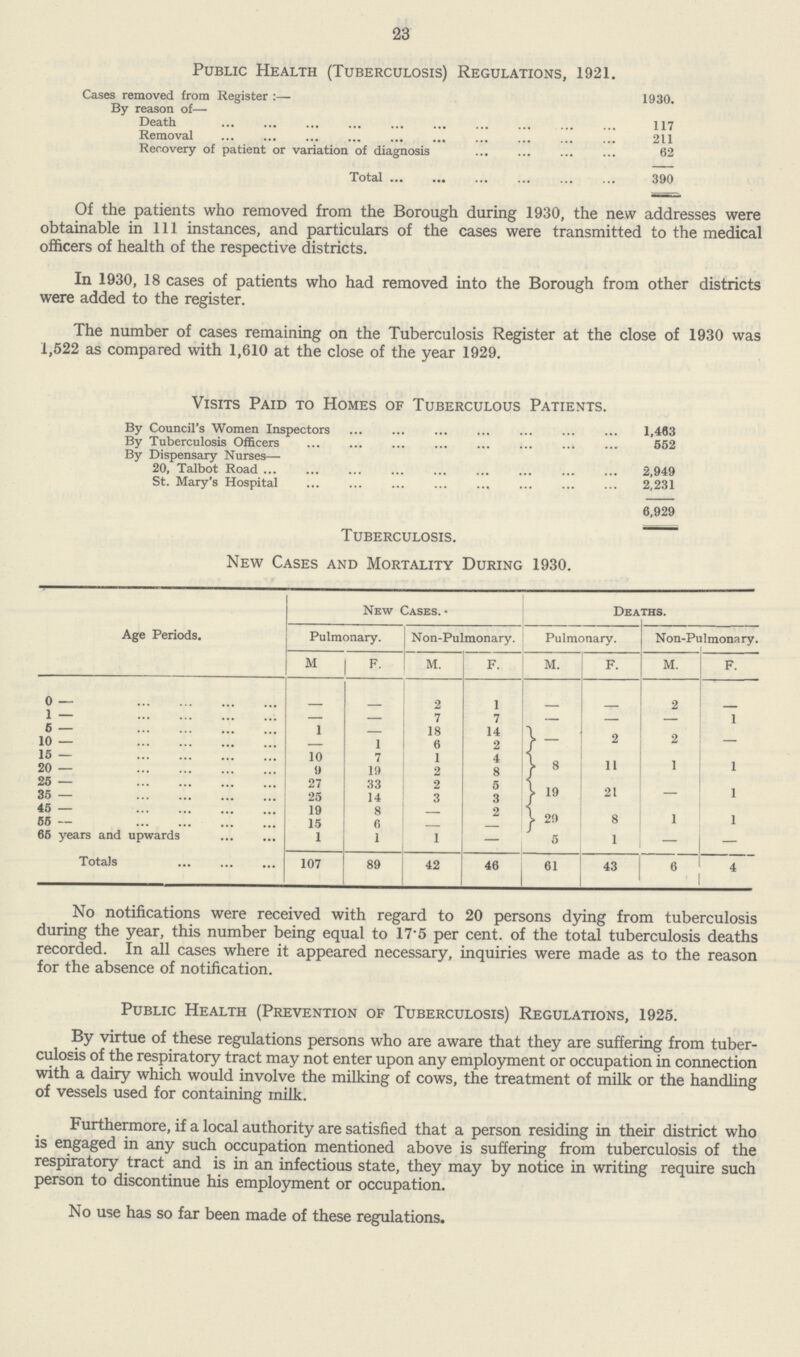 23
Public Health (Tuberculosis) Regulations, 1921.
Cases removed from Register :— 1930.
By reason of—
Death ... ... ... ... ... ... ... ... ... ... 117
Removal ... ... ... ... ... ... ... ... ... ... 211
Recovery of patient or variation of diagnosis ... ... ... ... 62
Total ... ... ... ... ... ... 390
Of the patients who removed from the Borough during 1930, the new addresses were
obtainable in 111 instances, and particulars of the cases were transmitted to the medical
officers of health of the respective districts.
In 1930, 18 cases of patients who had removed into the Borough from other districts
were added to the register.
The number of cases remaining on the Tuberculosis Register at the close of 1930 was
1,522 as compared with 1,610 at the close of the year 1929.
Visits Paid to Homes of Tuberculous Patients.
By Council's Women Inspectors ... ... ... ... ... ... ... 1,463
By Tuberculosis Officers ... ... ... ... ... ... ... ... 552
By Dispensary Nurses—
20, Talbot Road ... ... ... ... ... ... ... ... ... 2,949
St. Mary's Hospital ... ... ... ... ... ... ... ... 2,231
6,929
Tuberculosis.
New Cases and Mortality During 1930.
Age Periods. New Cases. Deaths.
Pulmonary. Non-Pulmonary. Pulmonary. Non-Pulmonary.
M F. M. F. M. F. M. F.
0 — ... ... ... ... — — 2 1 — — 2 —
1 — ... ... ... ... — — 7 7 — — — 1
5 — ... ... ... ... 1 — 18 14 } — 2 2 —
10 — ... ... ... ... — 1 6 2
15 — ... ... ... ... 10 7 1 4 } 8 11 1 1
20 — ... ... ... ... 9 19 2 8
25 — ... ... ... ... 27 33 2 5 } 19 21 — 1
35 — ... ... ... ... 25 14 3 3
45 — ... ... ... ... 19 8 — 2 } 29 8 1 1
55 — ... ... ... ... 15 6 — —
65 years and upwards ... ... 1 1 1 — 5 1 — —
Totals ... ... ... 107 89 42 46 61 43 6 4
No notifications were received with regard to 20 persons dying from tuberculosis
during the year, this number being equal to 17·5 per cent. of the total tuberculosis deaths
recorded. In all cases where it appeared necessary, inquiries were made as to the reason
for the absence of notification.
Public Health (Prevention of Tuberculosis) Regulations, 1925.
By virtue of these regulations persons who are aware that they are suffering from tuber-
culosis of the respiratory tract may not enter upon any employment or occupation in connection
with a dairy which would involve the milking of cows, the treatment of milk or the handling
of vessels used for containing milk.
Furthermore, if a local authority are satisfied that a person residing in their district who
is engaged in any such occupation mentioned above is suffering from tuberculosis of the
respiratory tract and is in an infectious state, they may by notice in writing require such
person to discontinue his employment or occupation.
No use has so far been made of these regulations.